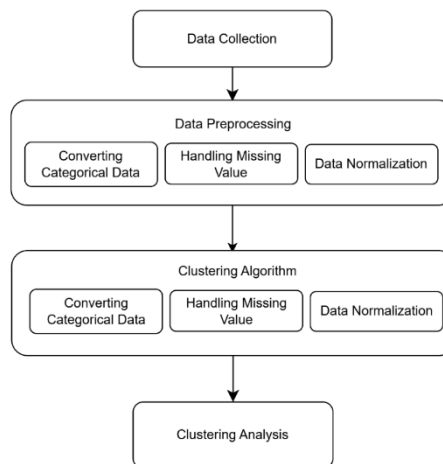 Data Collection
Data Preprocessing
Converting
Categorical Data
Handling Missing
Value
Data Normalization
Clustering Algorithm
Converting
Categorical Data
Handling Missing
Value
Data Normalization
Clustering Analysis